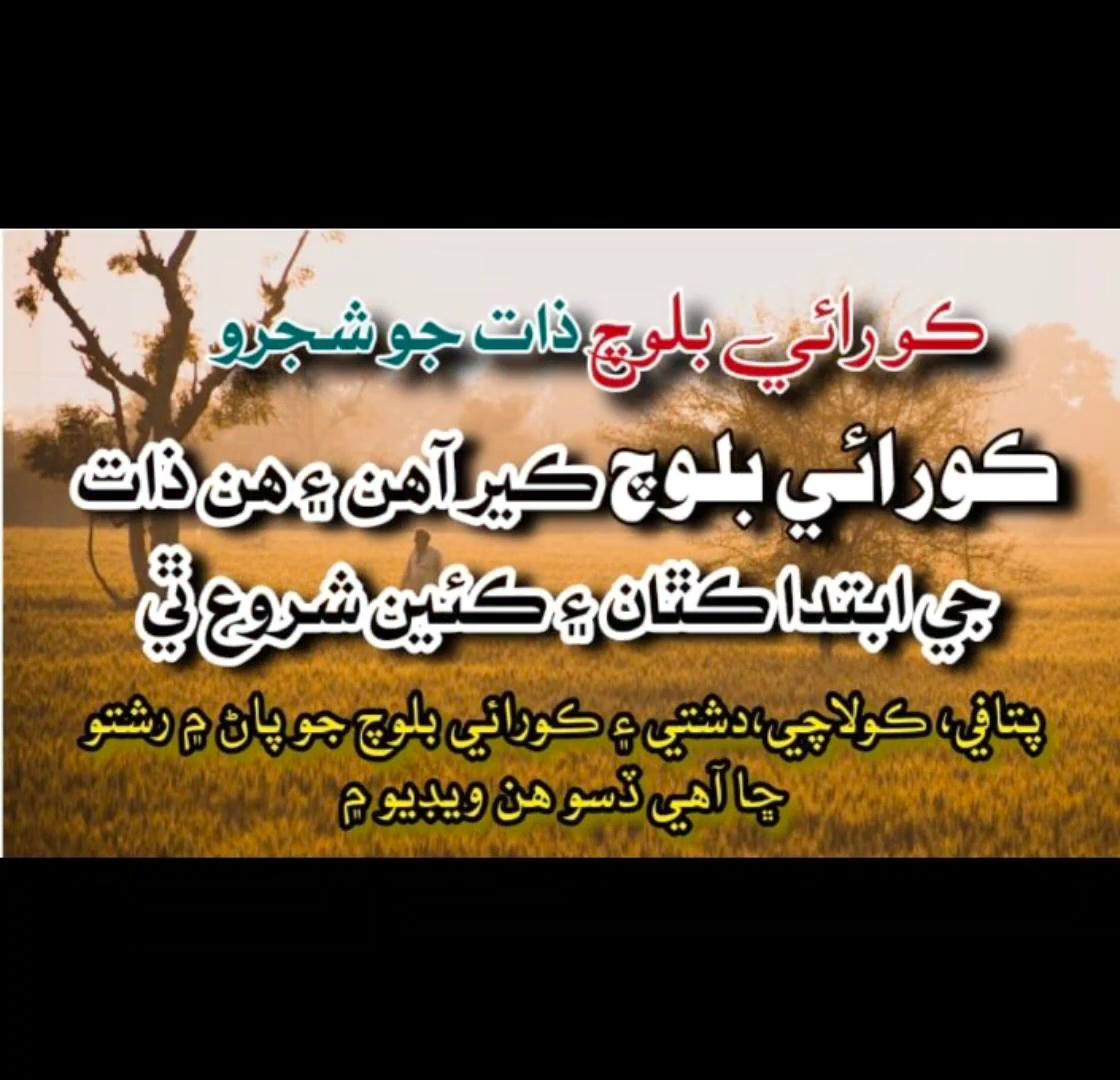 ڪورائي بلوچ ذات جو شجرو
ڪورائي بلوچ ڪير آهن ۽ هن ذات
جي ابتدا ڪٿان ۽ ڪئين شروع ٿي
پتافي، ڪولاچي،دشتي ۽ ڪورائي بلوچ جو پاڻ ۾ رشتو
ڇا آهي ڏسو هن ويڊيو ۾